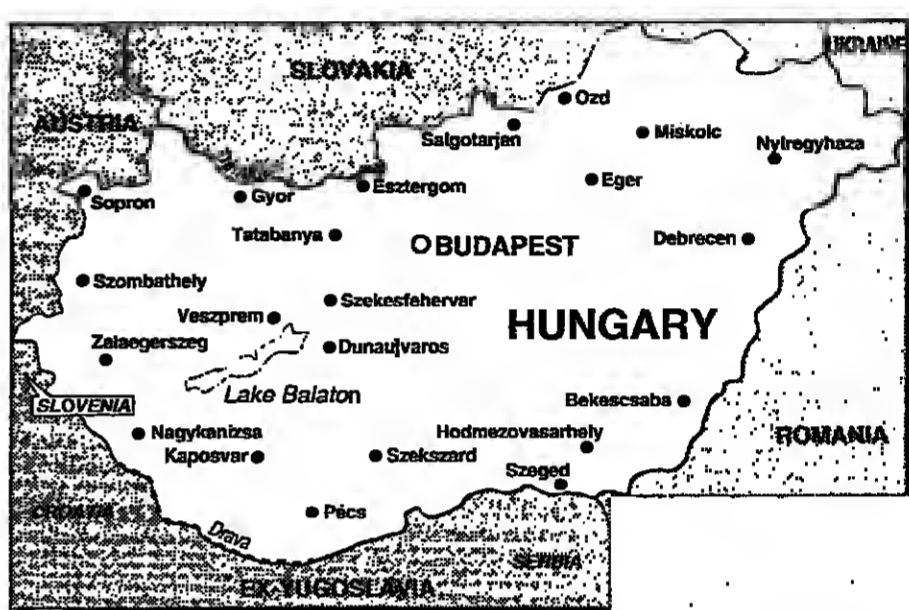 UKRAINE
SLOVAKIA
Ozd
AUSTRIA
Salgotarjan
Miskolc
Nyiregyhaza
Sopron
Gyor
Esztergom
Eger
Tatabanya
BUDAPEST
Debrecen
Szombathely
Szekesfehervar
Veszprem
HUNGARY
Zalaegerszeg
Dunaujvaros
Lake Balaton
SLOVENIA
Bekescsaba
Nagykanizsa
Hodmezovasarhely
ROMANIA
Kaposvar
Szekszard
Szeged
CROATIA
Pécs
Drava
SERBIA
EX-YUGOSLAVIA